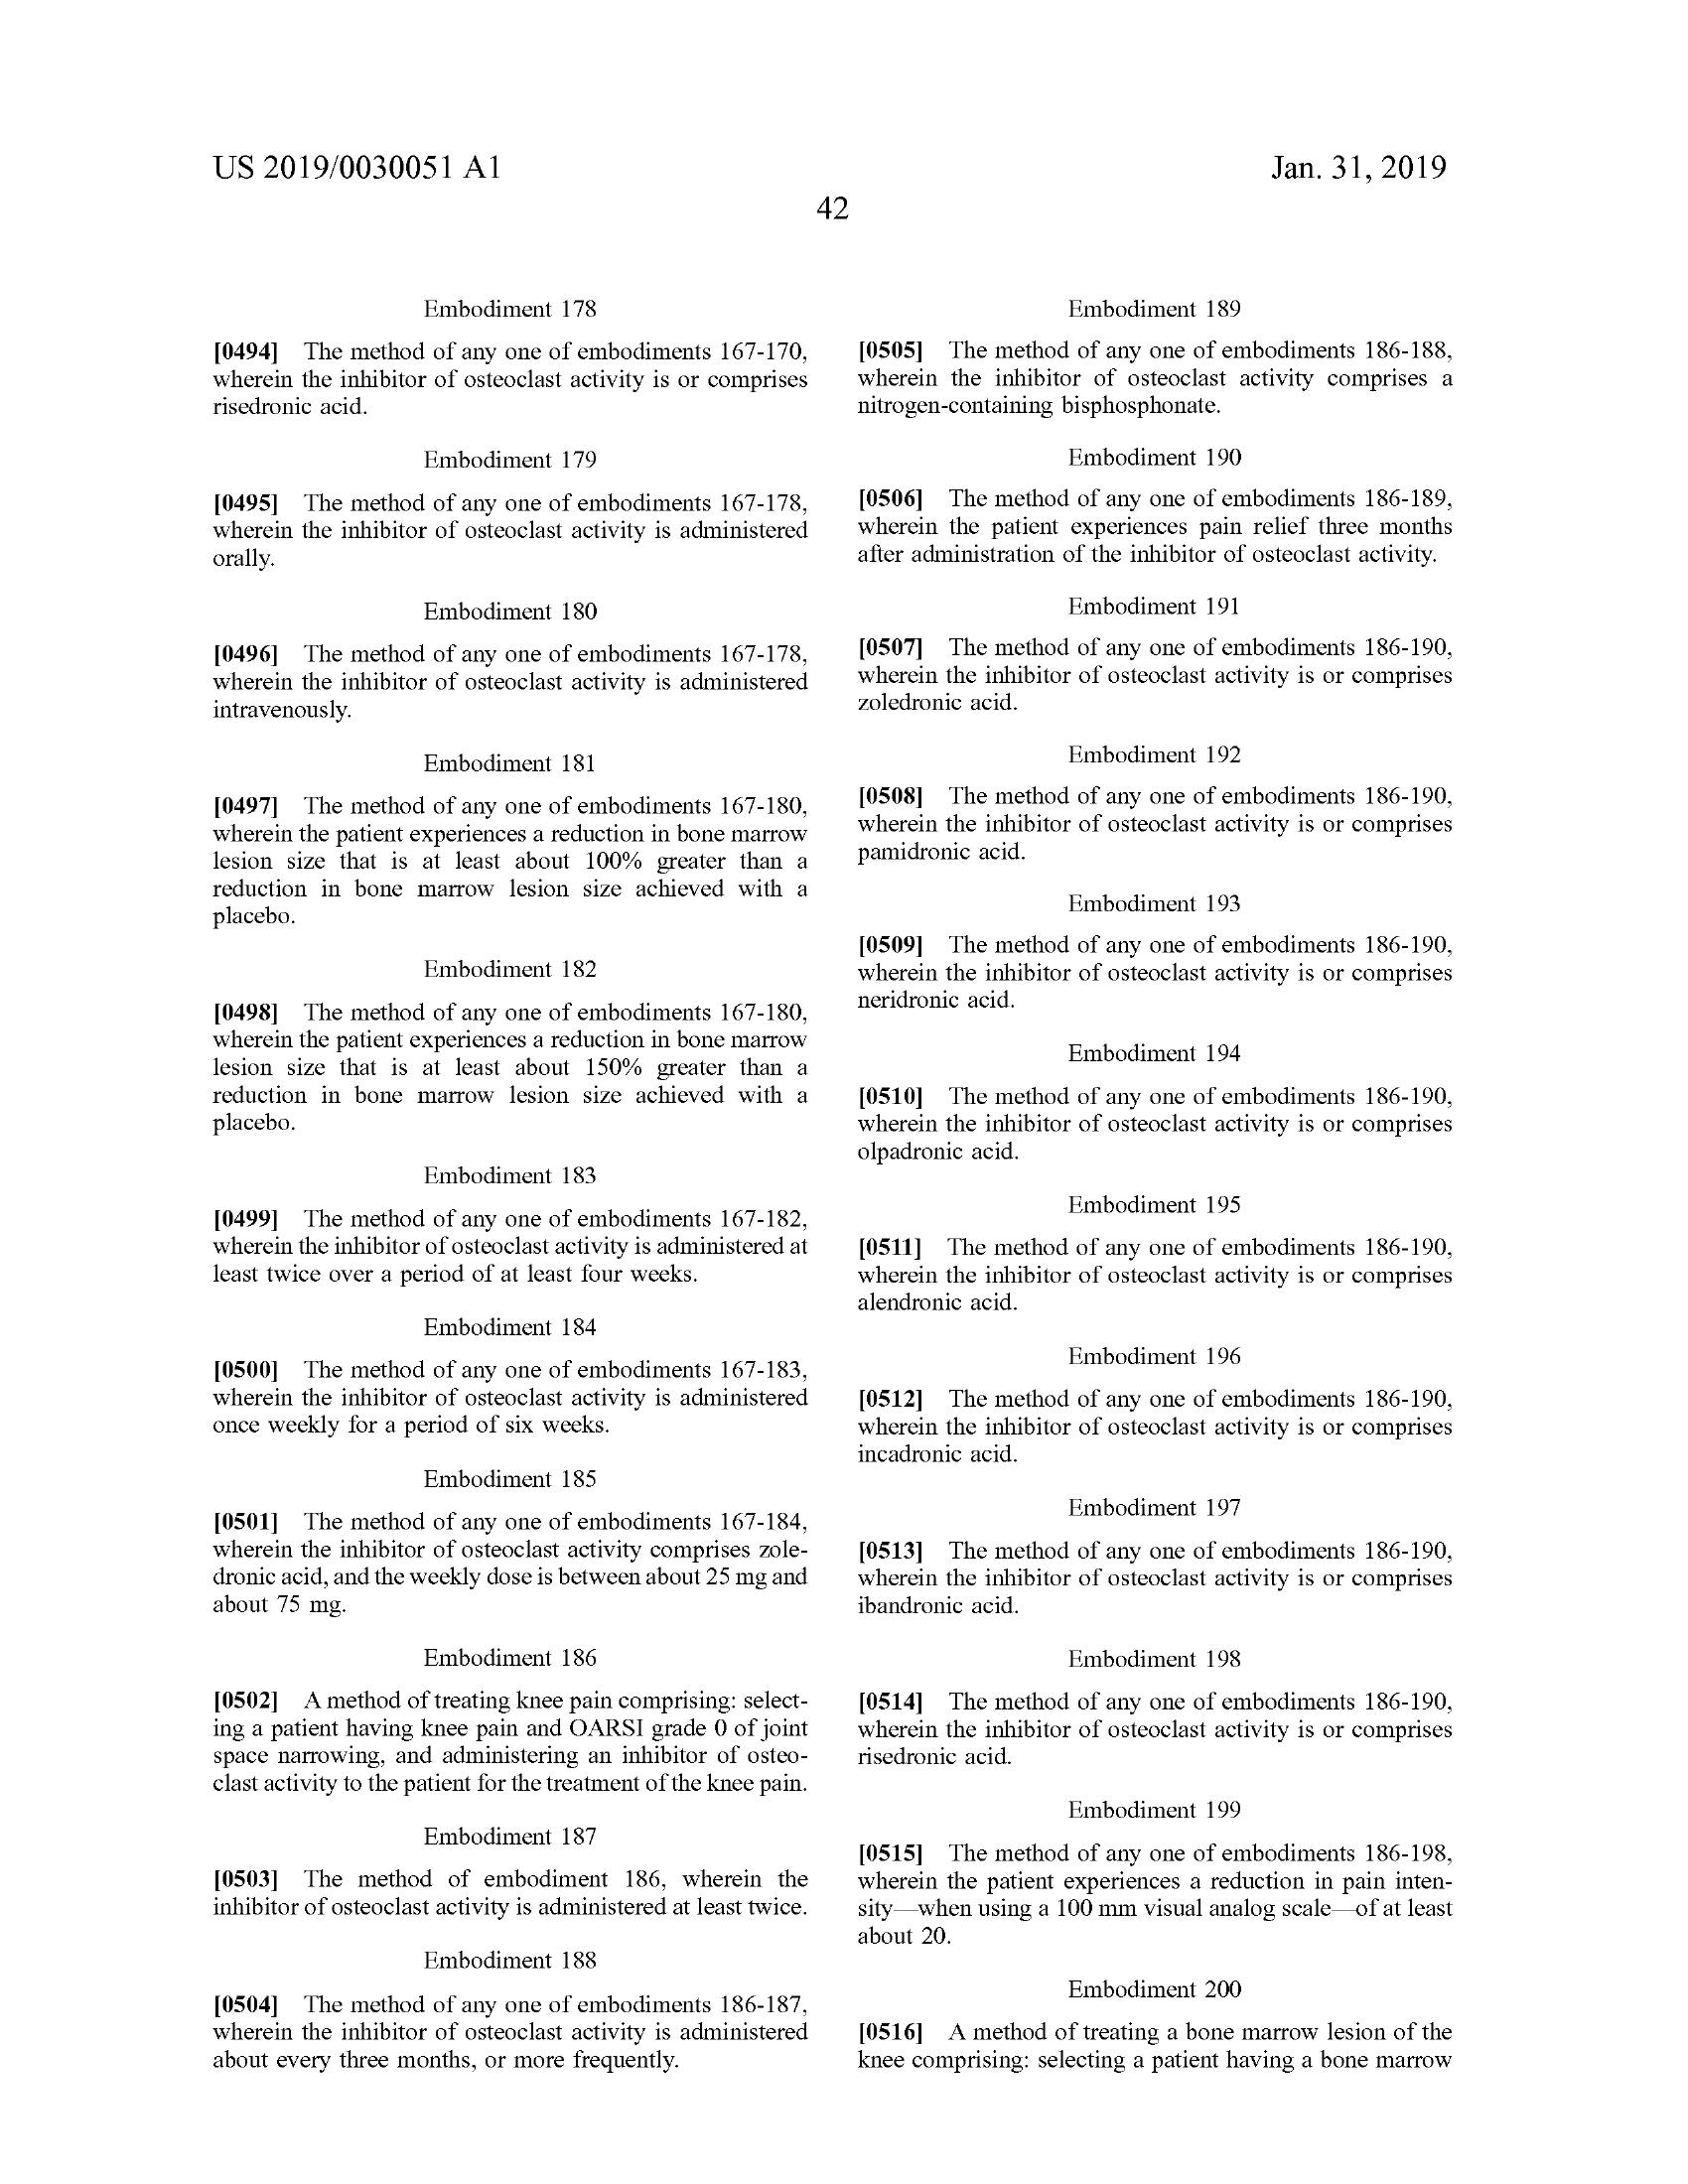 US 2019/0030051 A1
Jan. 31, 2019
42
Embodiment 178
[0494] The method of any one of embodiments 167-170,
wherein the inhibitor of osteoclast activity is or comprises
risedronic acid.
Embodiment 179
[0495] The method of any one of embodiments 167-178,
wherein the inhibitor of osteoclast activity is administered
orally.
Embodiment 180
[0496] The method of any one of embodiments 167-178,
wherein the inhibitor of osteoclast activity is administered
intravenously.
Embodiment 181
[0497] The method of any one of embodiments 167-180,
wherein the patient experiences a reduction in bone marrow
lesion size that is at least about 100% greater than a
reduction in bone marrow lesion size achieved with a
placebo.
Embodiment 182
[0498] The method of any one of embodiments 167-180,
wherein the patient experiences a reduction in bone marrow
lesion size that is at least about 150% greater than a
reduction in bone marrow lesion size achieved with a
placebo.
Embodiment 183
[0499] The method of any one of embodiments 167-182,
wherein the inhibitor of osteoclast activity is administered at
least twice over a period of at least four weeks.
Embodiment 184
[0500] The method of any one of embodiments 167-183,
wherein the inhibitor of osteoclast activity is administered
once weekly for a period of six weeks.
Embodiment 185
[0501] The method of any one of embodiments 167-184,
wherein the inhibitor of osteoclast activity comprises zole-
dronic acid, and the weekly dose is between about 25 mg and
about 75 mg.
Embodiment 186
[0502] A method of treating knee pain comprising: select-
ing a patient having knee pain and OARSI grade 0 of joint
space narrowing, and administering an inhibitor of osteo-
clast activity to the patient for the treatment of the knee pain.
Embodiment 187
[0503] The method of embodiment 186, wherein the
inhibitor of osteoclast activity is administered at least twice.
Embodiment 188
[0504] The method of any one of embodiments 186-187,
wherein the inhibitor of osteoclast activity is administered
about every three months, or more frequently.
Embodiment 189
[0505] The method of any one of embodiments 186-188,
wherein the inhibitor of osteoclast activity comprises a
nitrogen-containing bisphosphonate.
Embodiment 190
[0506] The method of any one of embodiments 186-189,
wherein the patient experiences pain relief three months
after administration of the inhibitor of osteoclast activity.
Embodiment 191
[0507] The method of any one of embodiments 186-190,
wherein the inhibitor of osteoclast activity is or comprises
zoledronic acid.
Embodiment 192
[0508] The method of any one of embodiments 186-190,
wherein the inhibitor of osteoclast activity is or comprises
pamidronic acid.
Embodiment 193
[0509] The method of any one of embodiments 186-190,
wherein the inhibitor of osteoclast activity is or comprises
neridronic acid.
Embodiment 194
[0510] The method of any one of embodiments 186-190,
wherein the inhibitor of osteoclast activity is or comprises
olpadronic acid.
Embodiment 195
[0511] The method of any one of embodiments 186-190,
wherein the inhibitor of osteoclast activity is or comprises
alendronic acid.
Embodiment 196
[0512] The method of any one of embodiments 186-190,
wherein the inhibitor of osteoclast activity is or comprises
incadronic acid.
Embodiment 197
[0513] The method of any one of embodiments 186-190,
wherein the inhibitor of osteoclast activity is or comprises
ibandronic acid.
Embodiment 198
[0514] The method of any one of embodiments 186-190,
wherein the inhibitor of osteoclast activity is or comprises
risedronic acid.
Embodiment 199
[0515] The method of any one of embodiments 186-198,
wherein the patient experiences a reduction in pain inten-
sity—when using a 100 mm visual analog scale—of at least
about 20.
Embodiment 200
[0516] A method of treating a bone marrow lesion of the
knee comprising: selecting a patient having a bone marrow